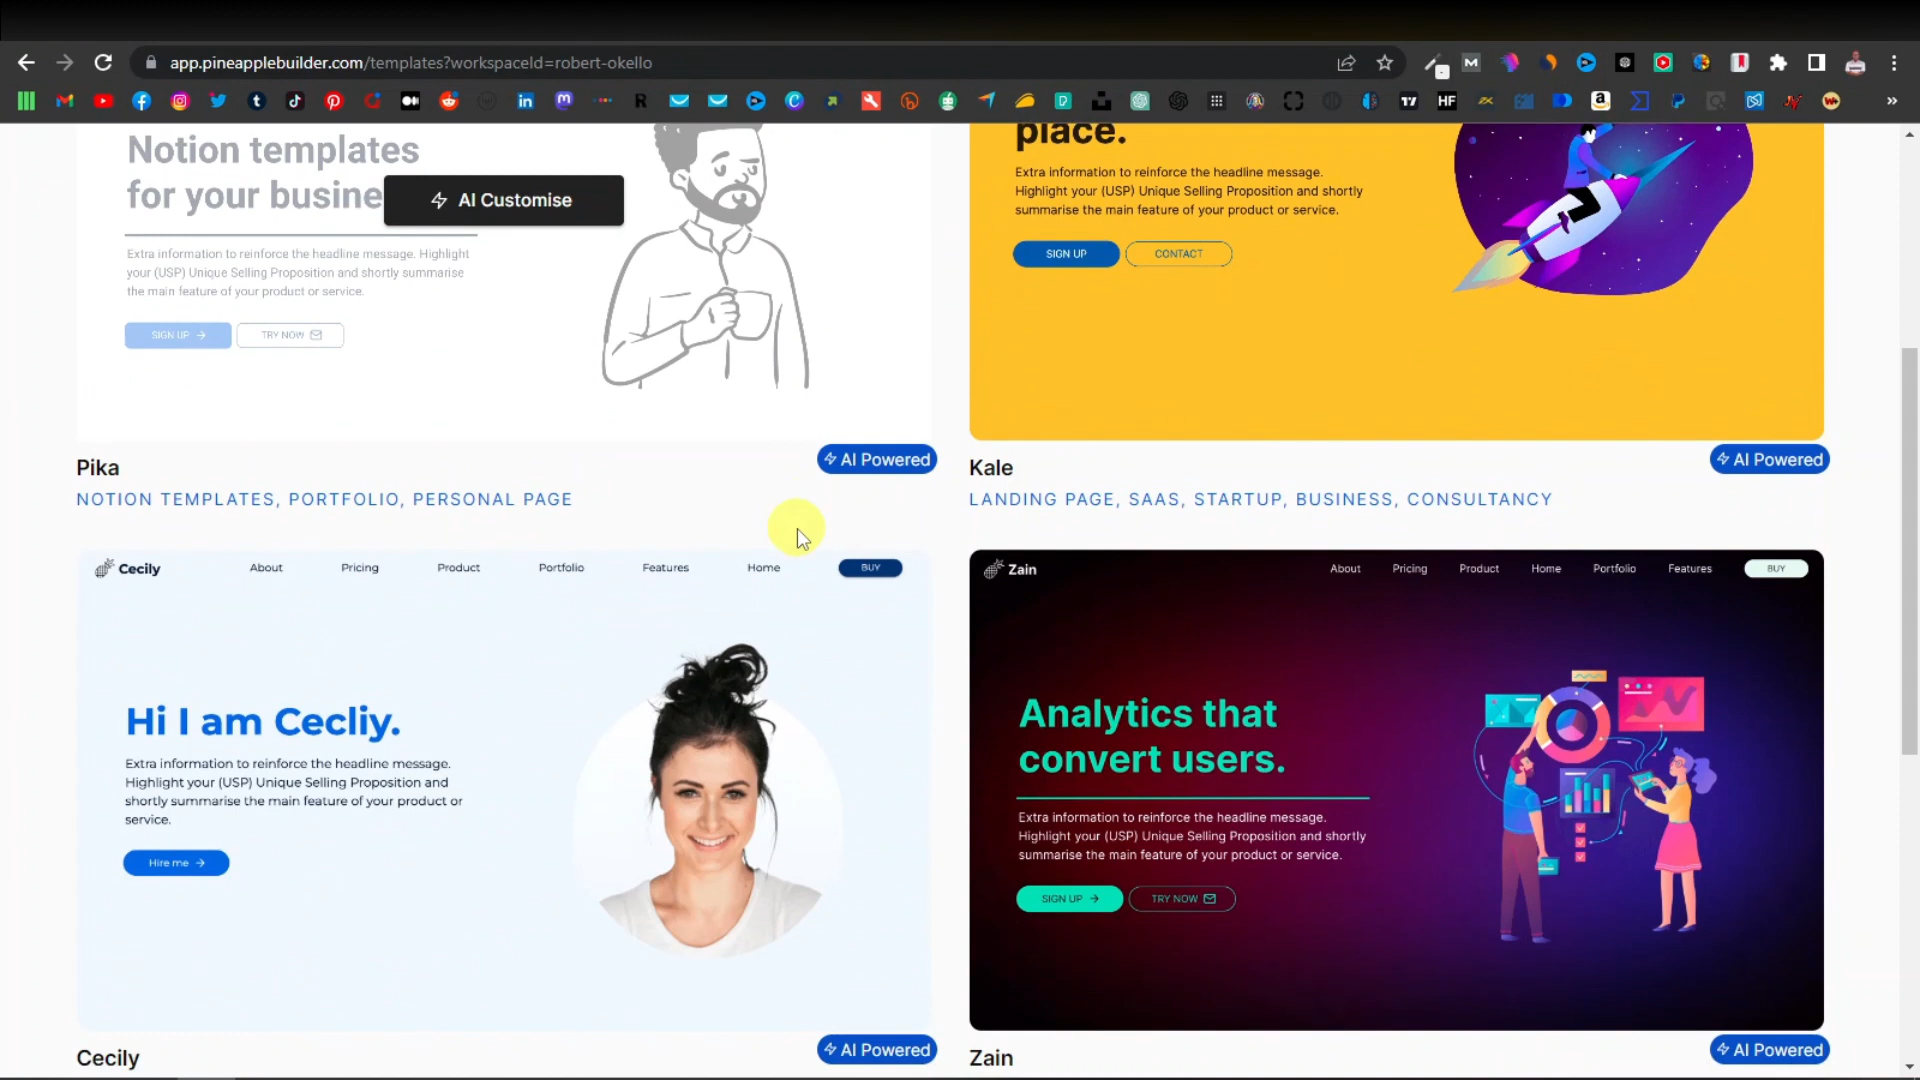 app.pineapplebuilder.com/templates?workspaceId=robert-okello
Notion templates
for your busine
AI Customise
Extra information to reinforce the headline message. Highlight
your (USP) Unique Selling Proposition and shortly summarise
the main feature of your product or service.
SIGN UP
TRY NOW
place.
Extra information to reinforce the headline message.
Highlight your (USP) Unique Selling Proposition and shortly
summarise the main feature of your product or service.
SIGN UP
CONTACT
Pika
AI Powered
NOTION TEMPLATES, PORTFOLIO, PERSONAL PAGE
Kale
AI Powered
LANDING PAGE, SAAS, STARTUP, BUSINESS, CONSULTANCY
Cecily
About
Pricing
Product
Portfolio
Features
Home
BUY
Hi I am Cecliy.
Extra information to reinforce the headline message.
Highlight your (USP) Unique Selling Proposition and
shortly summarise the main feature of your product or
service.
Hire me
Zain
About
Pricing
Product
Home
Portfolio
Features
BUY
Analytics that
convert users.
Extra information to reinforce the headline message.
Highlight your (USP) Unique Selling Proposition and shortly
summarise the main feature of your product or service.
SIGN UP
TRY NOW
Cecily
AI Powered
Zain
AI Powered